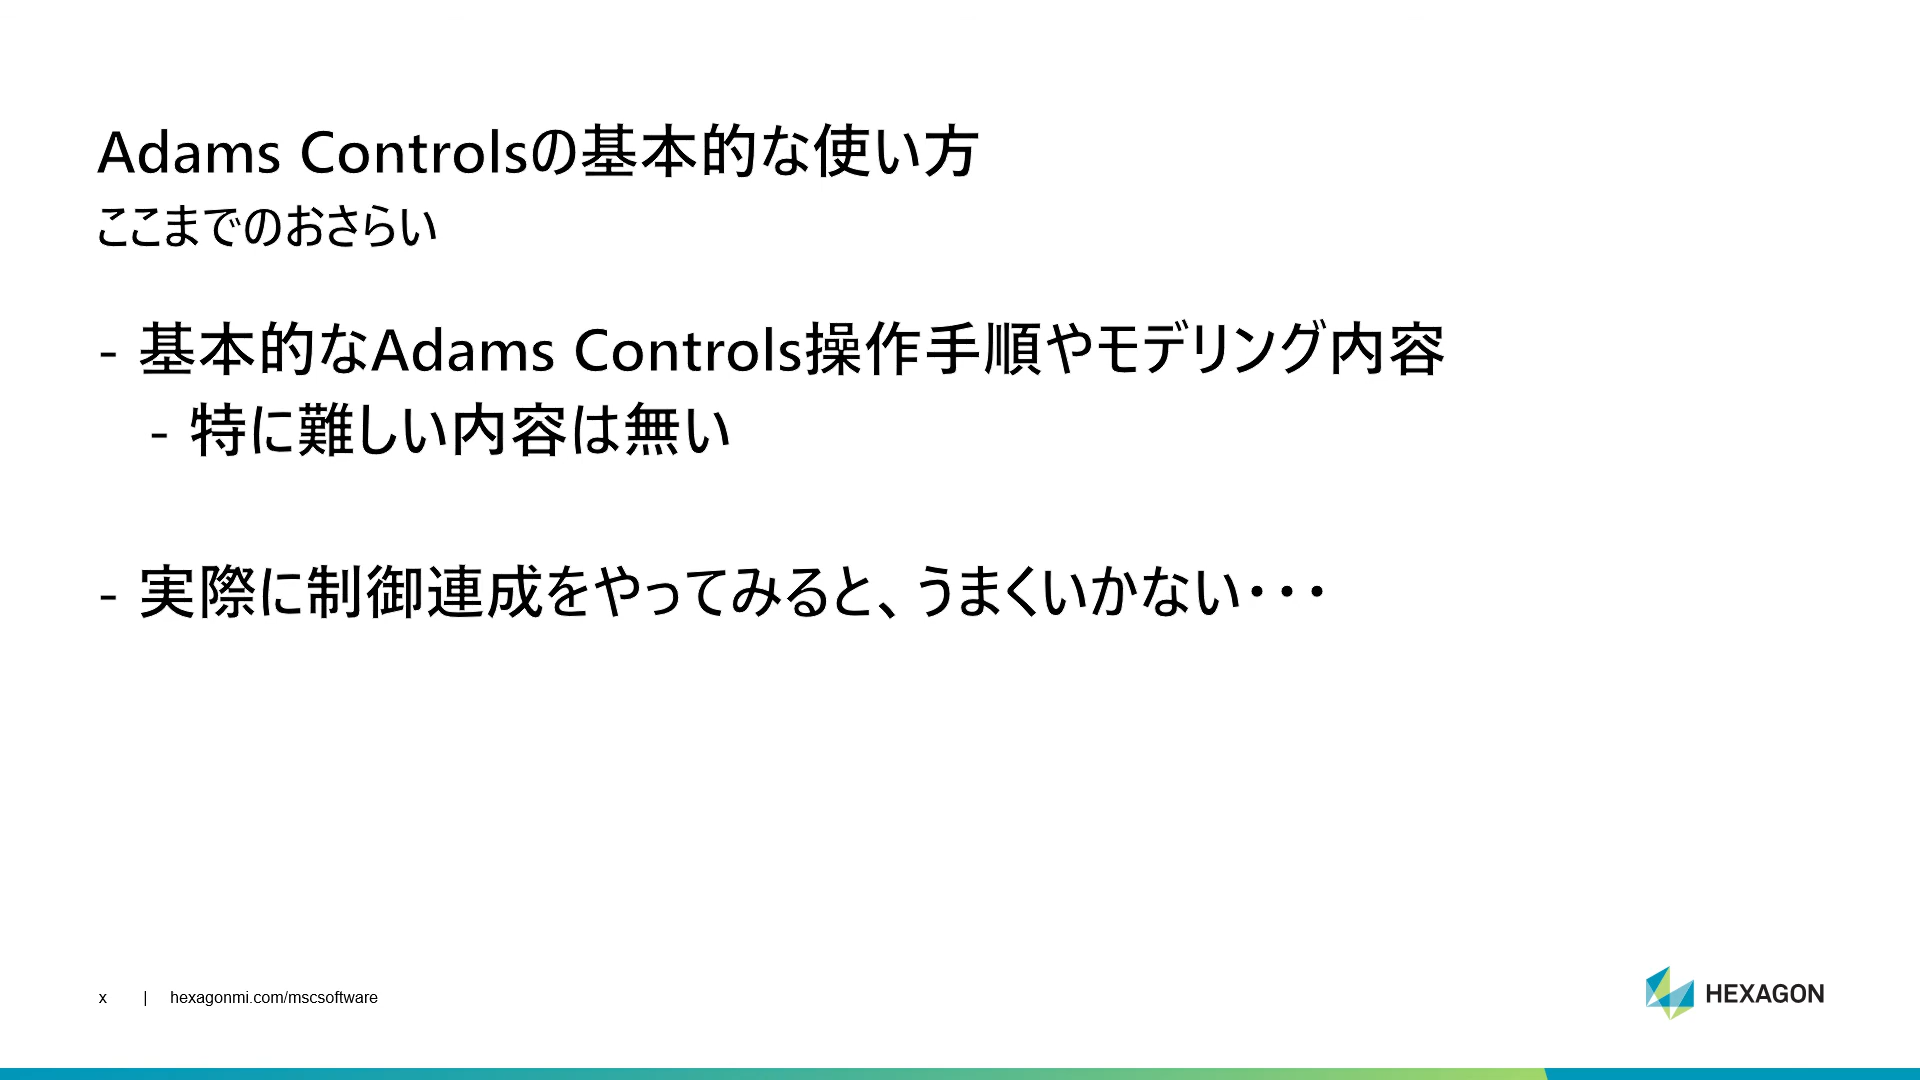 Adams Controlsの基本的な使い方
ここまでのおさらい
- 基本的なAdams Controls操作手順やモデリング内容
- 特に難しい内容は無い
- 実際に制御連成をやってみると、うまくいかない・・・
x | hexagonmi.com/mscsoftware
HEXAGON